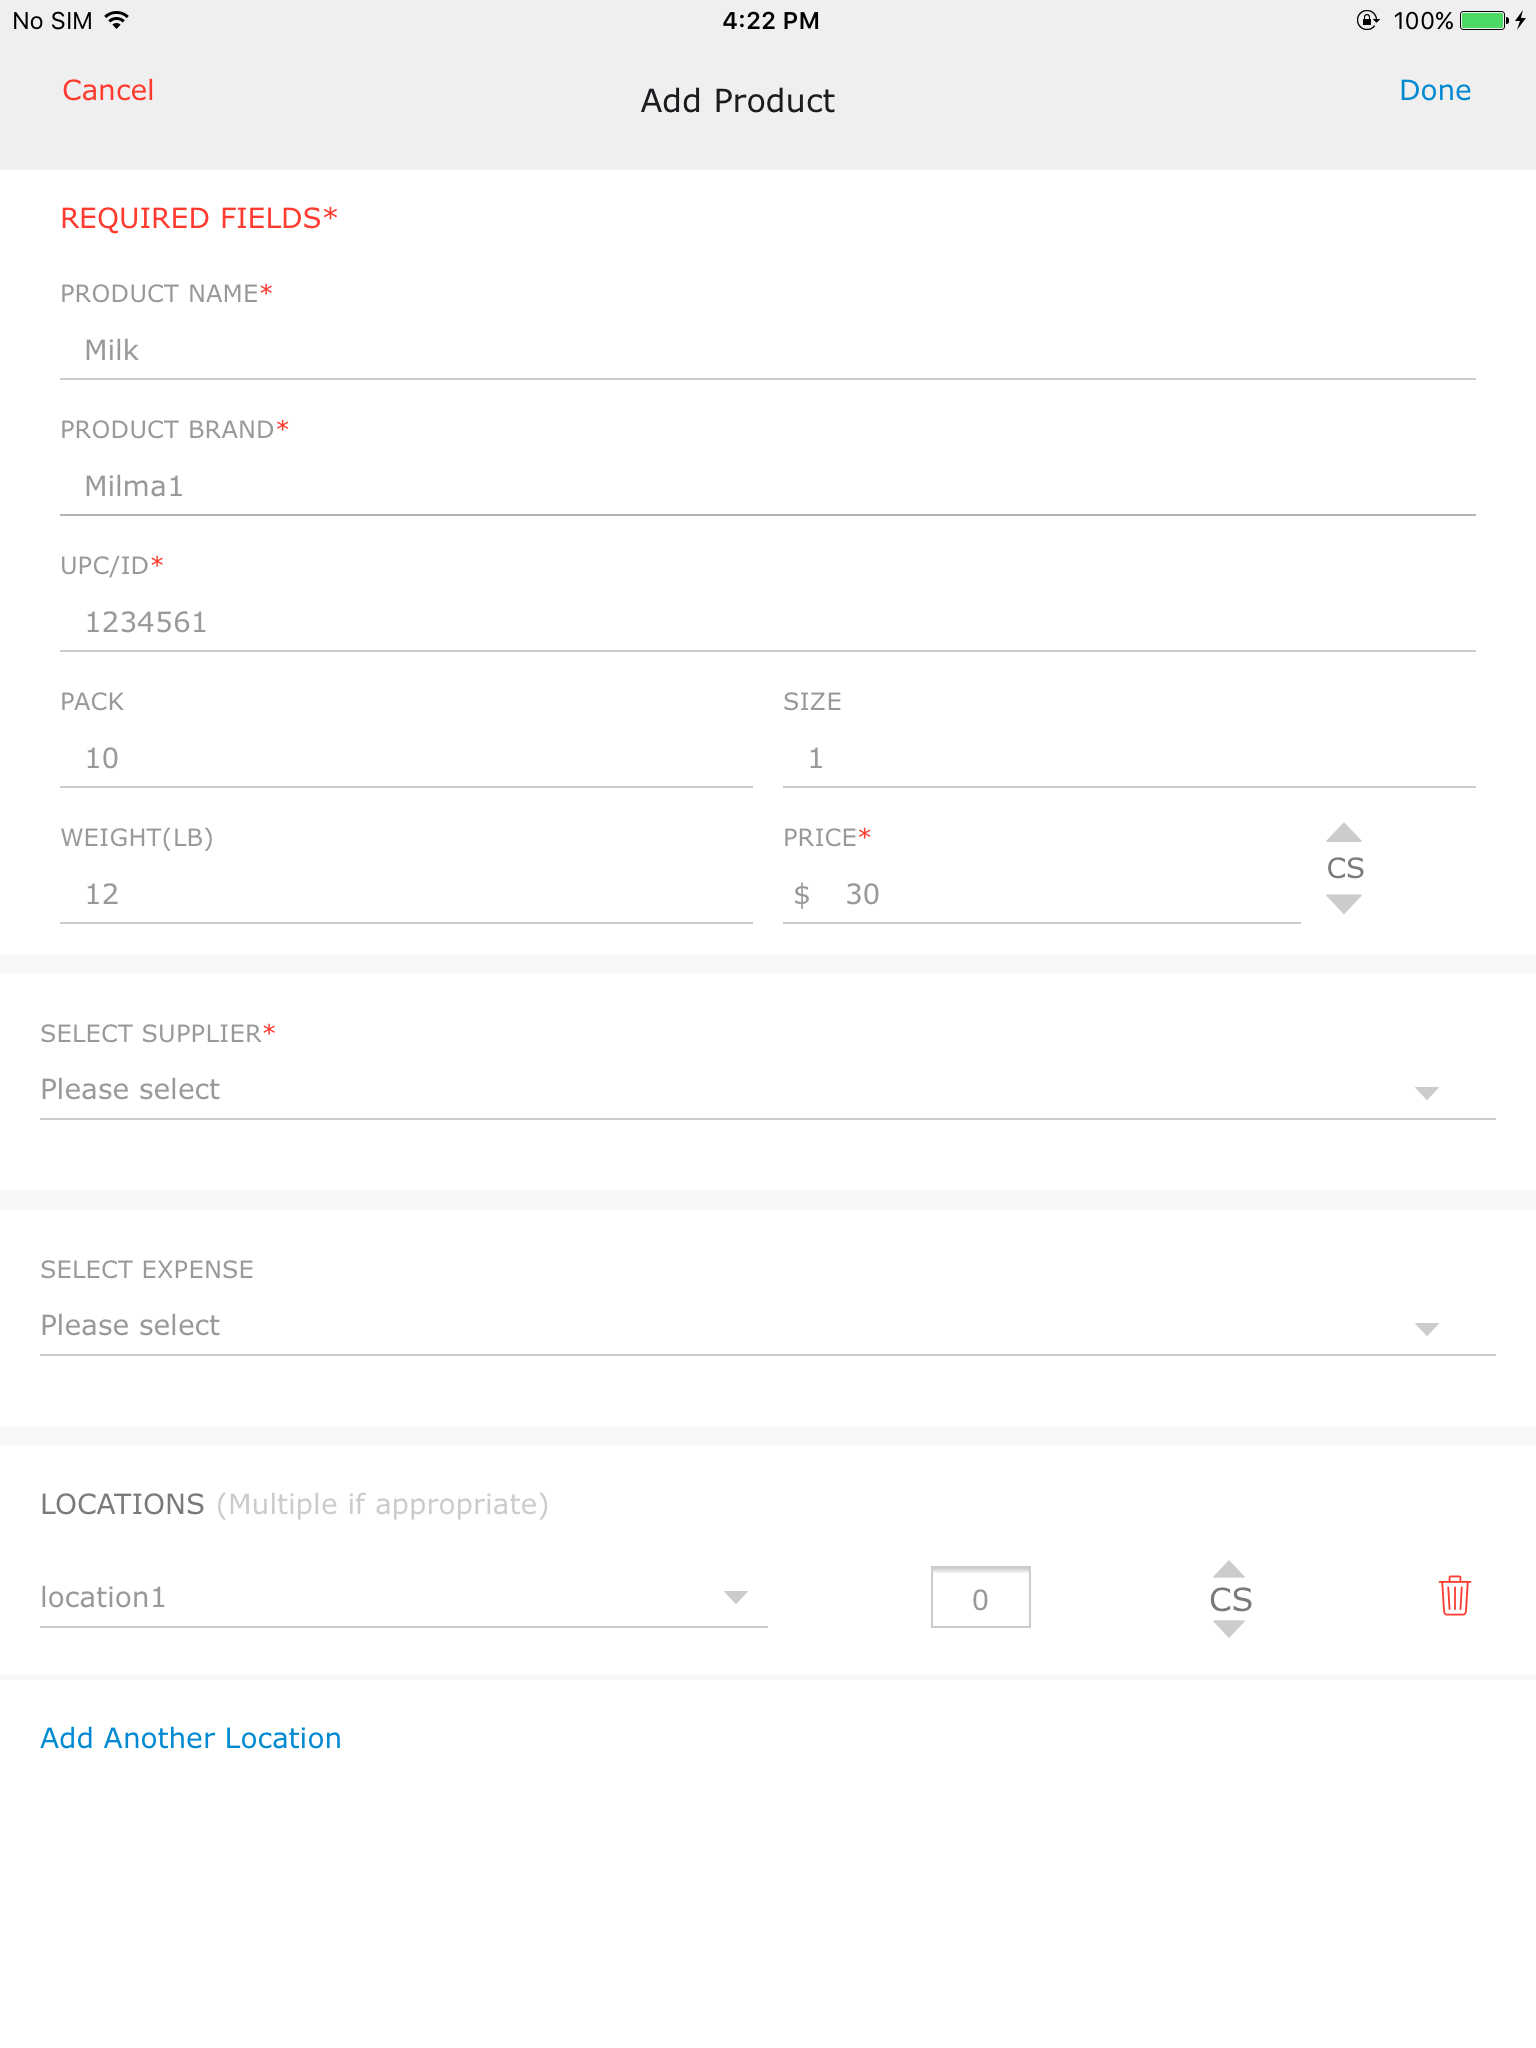 No SIM 4:22 PM 100%
Cancel Add Product Done
REQUIRED FIELDS*
PRODUCT NAME*
Milk
PRODUCT BRAND*
Milma1
UPC/ID*
1234561
PACK SIZE
10 1
WEIGHT(LB) PRICE*
CS
12 $ 30
SELECT SUPPLIER*
Please select
SELECT EXPENSE
Please select
LOCATIONS (Multiple if appropriate)
location1 0 CS
Add Another Location